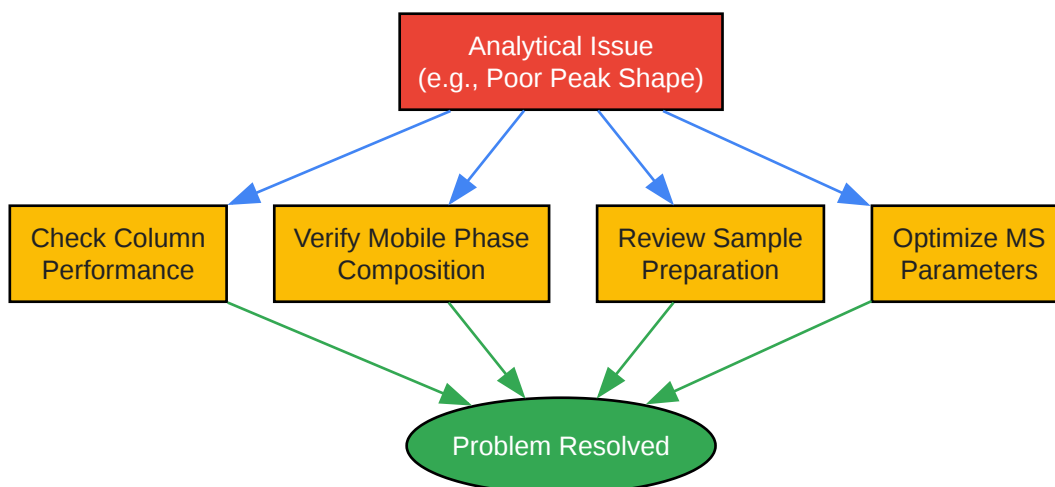 Analytical Issue
(e.g., Poor Peak Shape)
Check Column
Performance
Verify Mobile Phase
Composition
Review Sample
Preparation
Optimize MS
Parameters
Problem Resolved